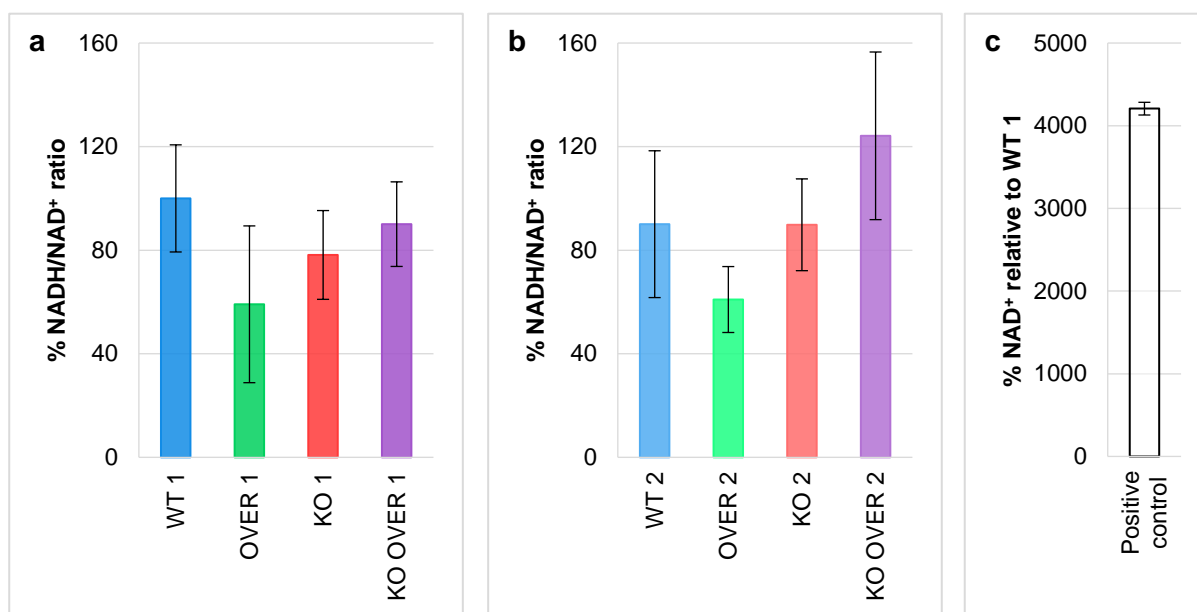 a
% NADH/NAD⁺ ratio
160
120
80
40
0
WT 1
OVER 1
KO 1
KO OVER 1
b
% NADH/NAD⁺ ratio
160
120
80
40
0
WT 2
OVER 2
KO 2
KO OVER 2
c
% NAD⁺ relative to WT 1
5000
4000
3000
2000
1000
0
Positive
control